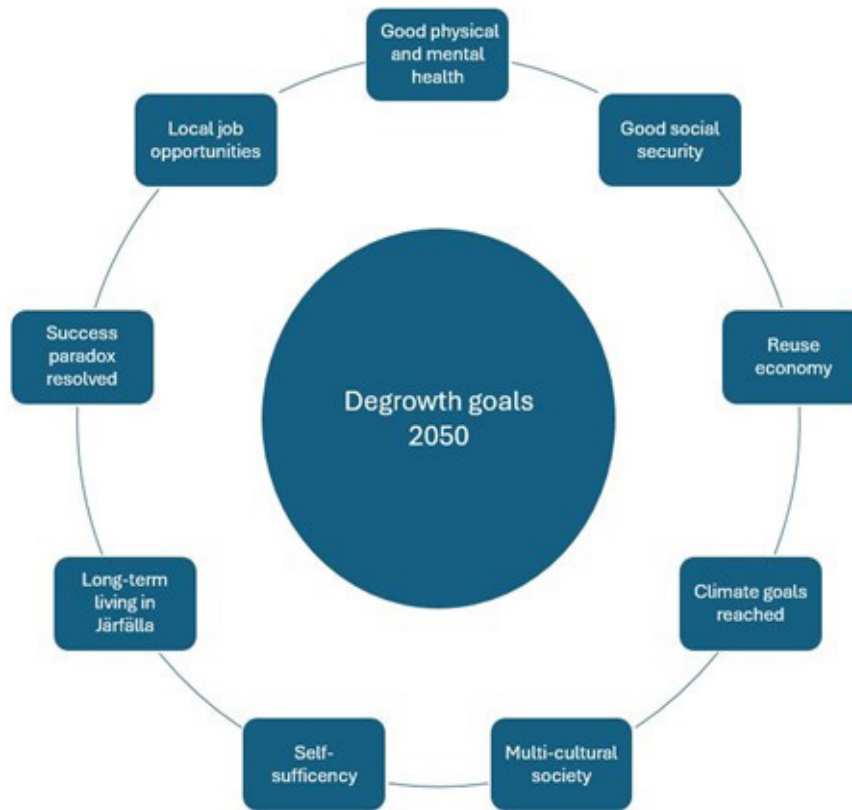 Good physical
and mental
health
Good social
security
Reuse
economy
Climate goals
reached
Multi-cultural
society
Self-
sufficency
Long-term
living in
Järfälla
Success
paradox
resolved
Local job
opportunities
Degrowth goals
2050